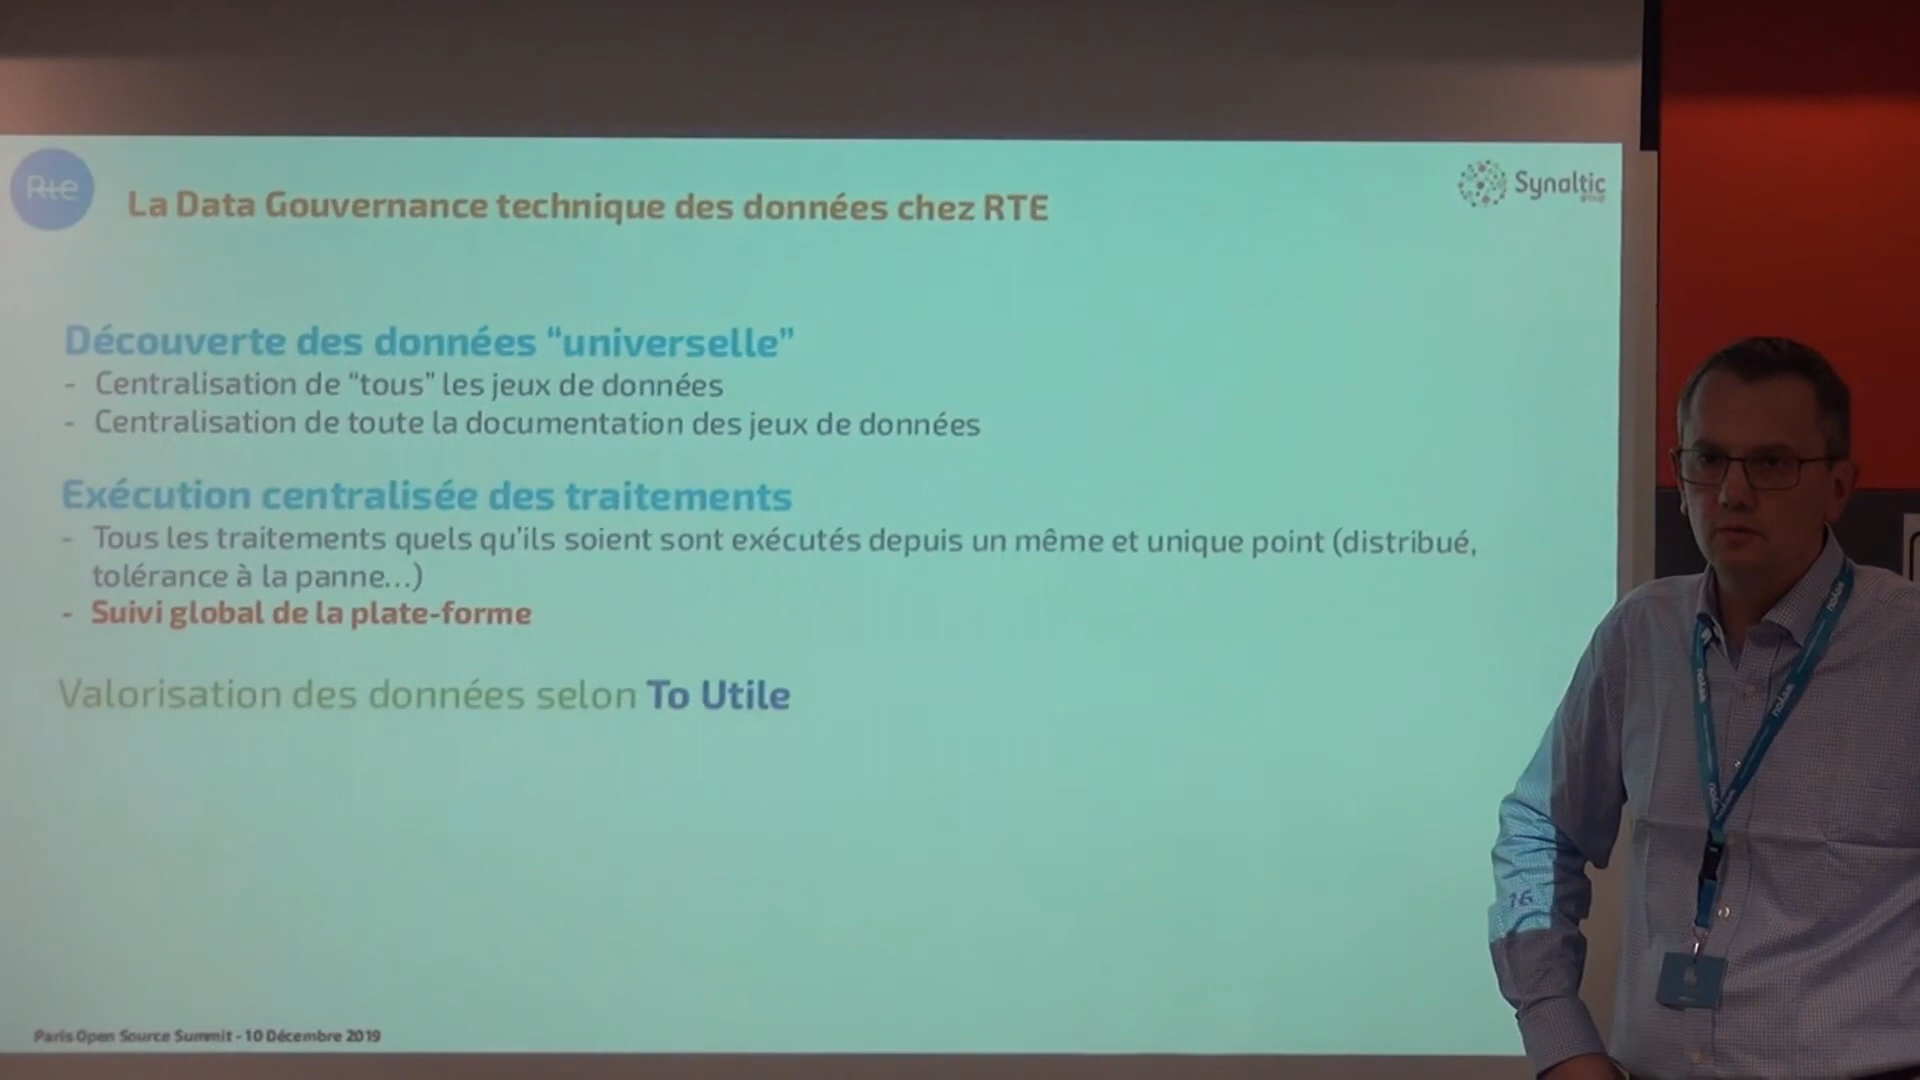 Rte
La Data Gouvernance technique des données chez RTE
Synaltic
group
Découverte des données “universelle”
- Centralisation de “tous” les jeux de données
- Centralisation de toute la documentation des jeux de données
Exécution centralisée des traitements
- Tous les traitements quels qu'ils soient sont exécutés depuis un même et unique point (distribué,
tolérance à la panne...)
- Suivi global de la plate-forme
Valorisation des données selon To Utile
16
Paris Open Source Summit - 10 Décembre 2019